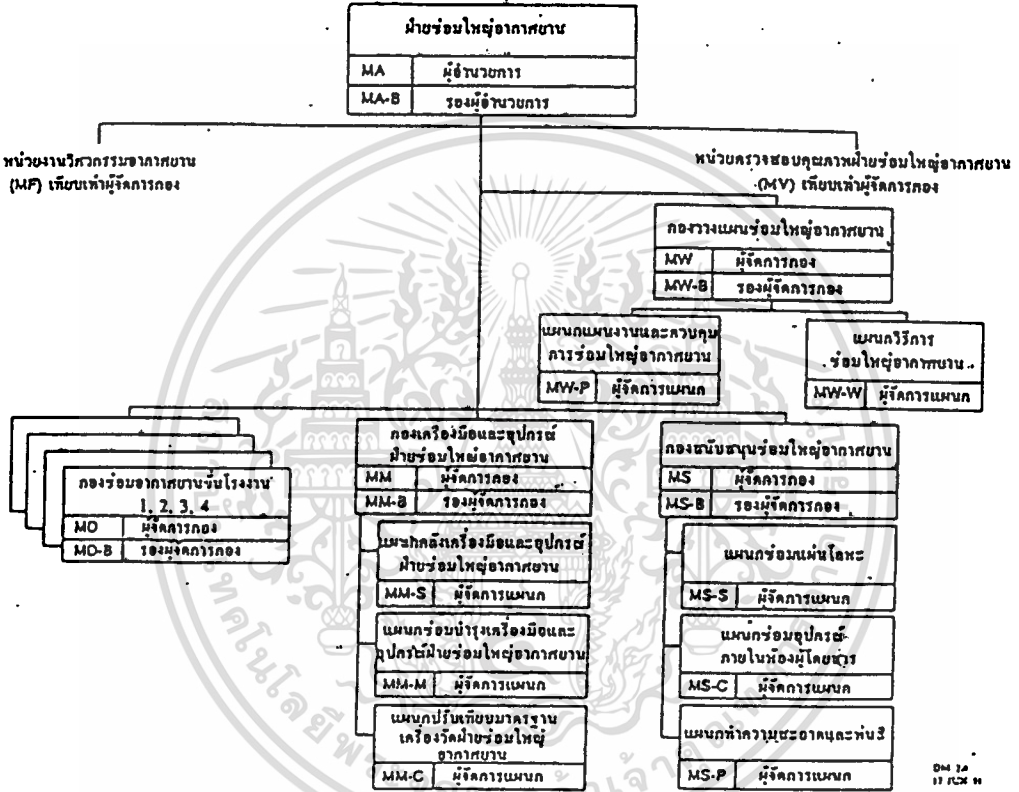 ฝ่ายซ่อมใหญ่อากาศยาน
MA ผู้อำนวยการ
MA-B รองผู้อำนวยการ
หน่วยงานวิศวกรรมอากาศยาน
(MF) เทียบเท่าผู้จัดการกอง
หน่วยตรวจสอบคุณภาพฝ่ายซ่อมใหญ่อากาศยาน
(MV) เทียบเท่าผู้จัดการกอง
กองวางแผนซ่อมใหญ่อากาศยาน
MW ผู้จัดการกอง
MW-B รองผู้จัดการกอง
แผนกแผนงานและควบคุม
การซ่อมใหญ่อากาศยาน
MW-P ผู้จัดการแผนก
แผนกวิธีการ
ซ่อมใหญ่อากาศยาน
MW-W ผู้จัดการแผนก
กองซ่อมอากาศยานขั้นโรงงาน
1, 2, 3, 4
MO ผู้จัดการกอง
MO-B รองผู้จัดการกอง
กองเครื่องมือและอุปกรณ์
ฝ่ายซ่อมใหญ่อากาศยาน
MM ผู้จัดการกอง
MM-B รองผู้จัดการกอง
แผนกคลังเครื่องมือและอุปกรณ์
ฝ่ายซ่อมใหญ่อากาศยาน
MM-S ผู้จัดการแผนก
แผนกซ่อมบำรุงเครื่องมือและ
อุปกรณ์ฝ่ายซ่อมใหญ่อากาศยาน
MM-M ผู้จัดการแผนก
แผนกปรับเทียบมาตรฐาน
เครื่องวัดฝ่ายซ่อมใหญ่
อากาศยาน
MM-C ผู้จัดการแผนก
กองสนับสนุนซ่อมใหญ่อากาศยาน
MS ผู้จัดการกอง
MS-B รองผู้จัดการกอง
แผนกซ่อมแผ่นโลหะ
MS-S ผู้จัดการแผนก
แผนกซ่อมอุปกรณ์
ภายในห้องผู้โดยสาร
MS-C ผู้จัดการแผนก
แผนกทำความสะอาดและพ่นสี
MS-P ผู้จัดการแผนก